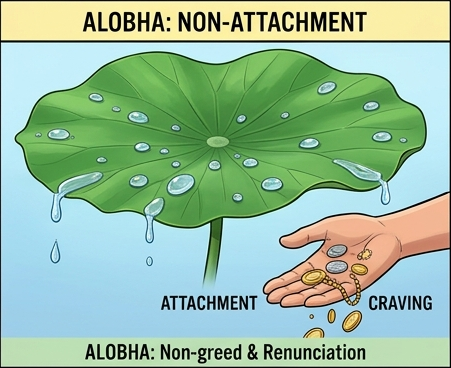 ALOBHA: NON-ATTACHMENT
ATTACHMENT
CRAVING
ALOBHA: Non-greed & Renunciation